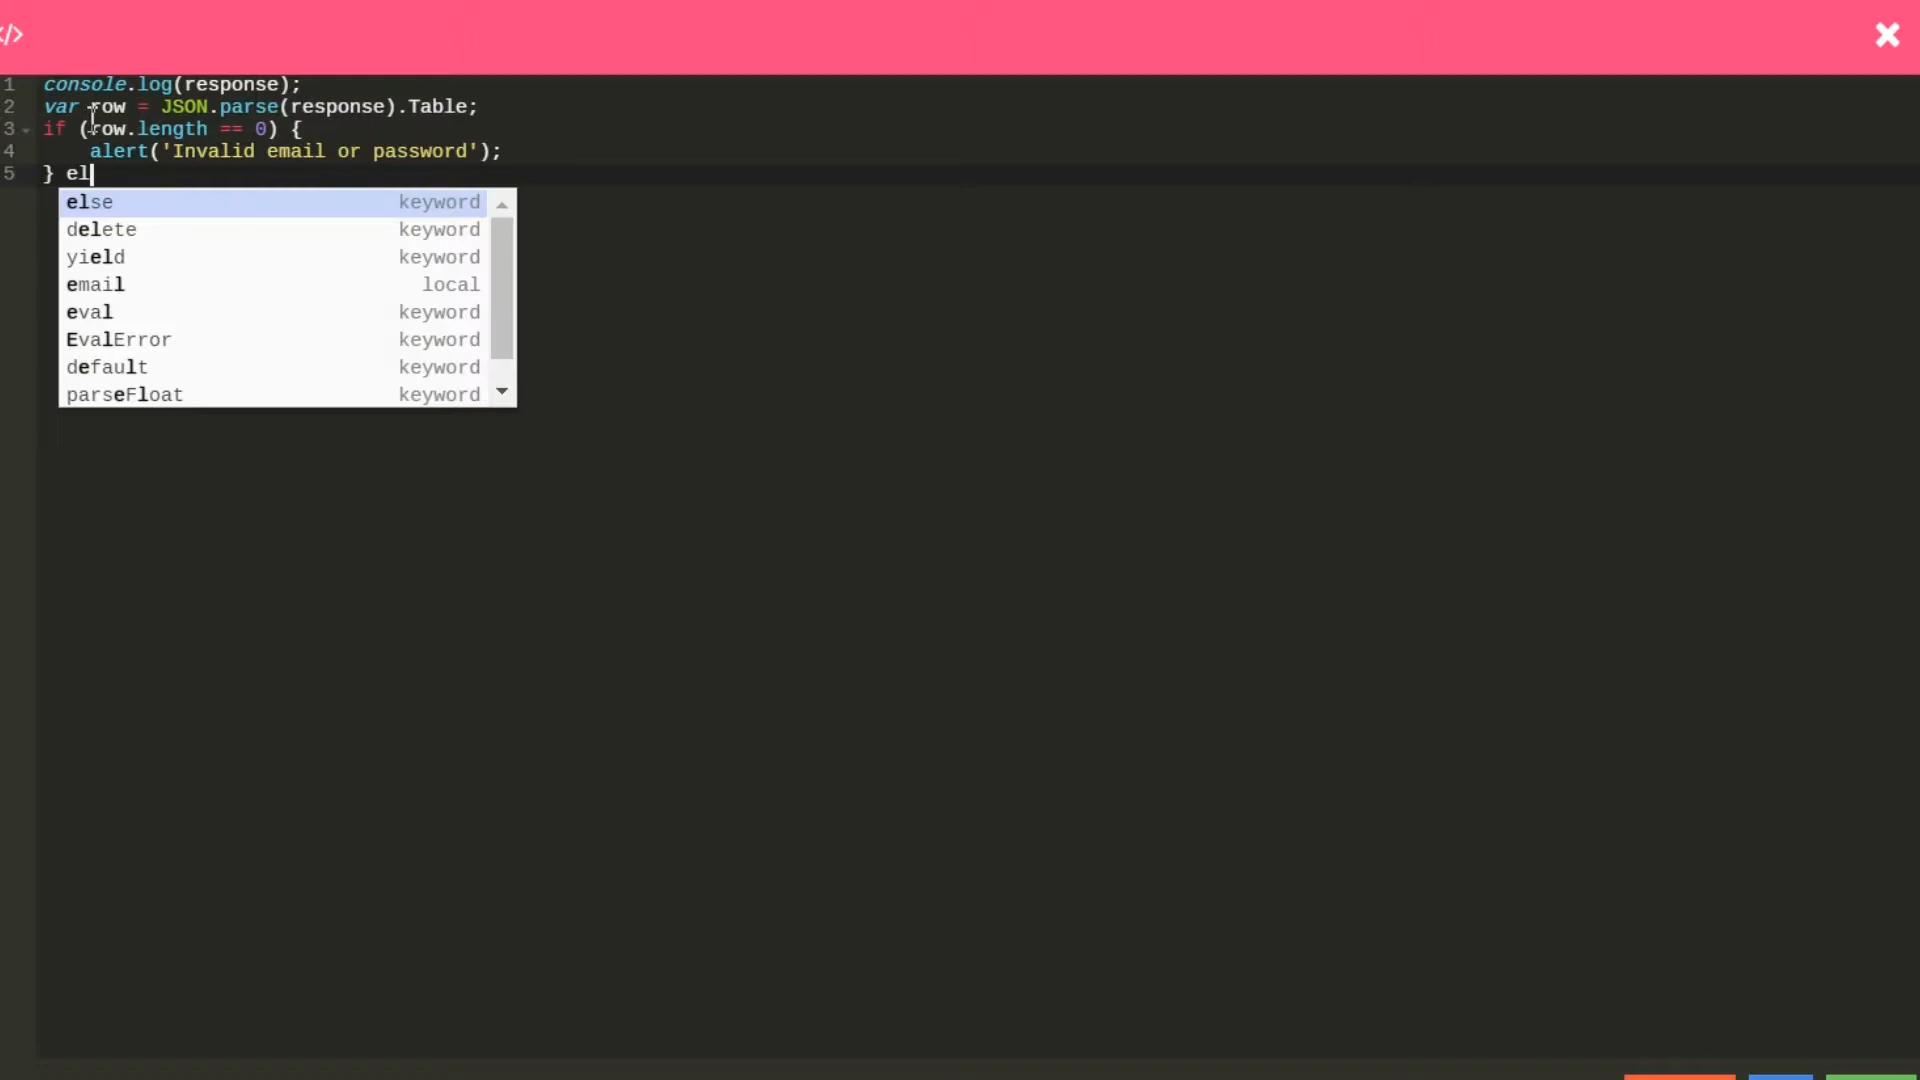 </>
1 console.log(response);
2 var row = JSON.parse(response).Table;
3 if (row.length == 0) {
4 alert('Invalid email or password');
5 } el
else keyword
delete keyword
yield keyword
email local
eval keyword
EvalError keyword
default keyword
parseFloat keyword